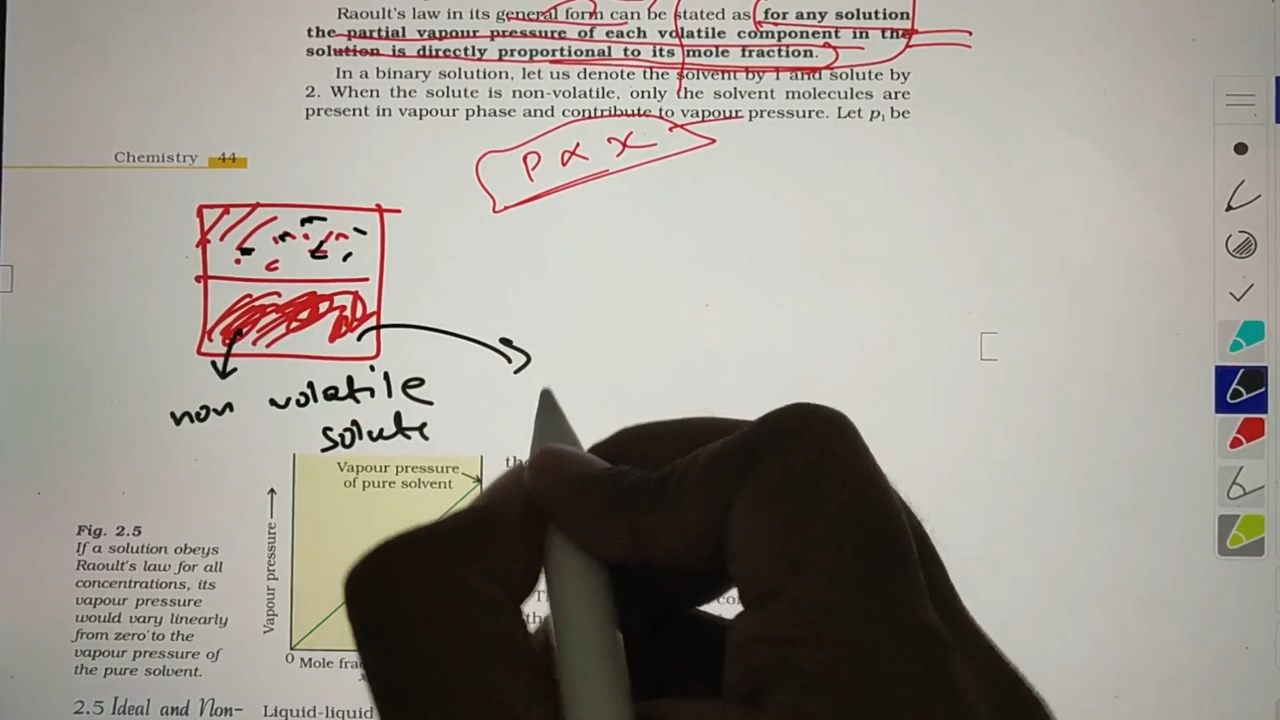 Raoult's law in its general form can be stated as for any solution
the partial vapour pressure of each volatile component in the
solution is directly proportional to its mole fraction.
In a binary solution, let us denote the solvent by 1 and solute by
2. When the solute is non-volatile, only the solvent molecules are
present in vapour phase and contribute to vapour pressure. Let p₁ be
P ∝ x
Chemistry 44
non volatile
solute
Vapour pressure
of pure solvent
Vapour pressure →
0 Mole
Fig. 2.5
If a solution obeys
Raoult's law for all
concentrations, its
vapour pressure
would vary linearly
from zero to the
vapour pressure of
the pure solvent.
2.5 Ideal and Non-
Liquid-liquid